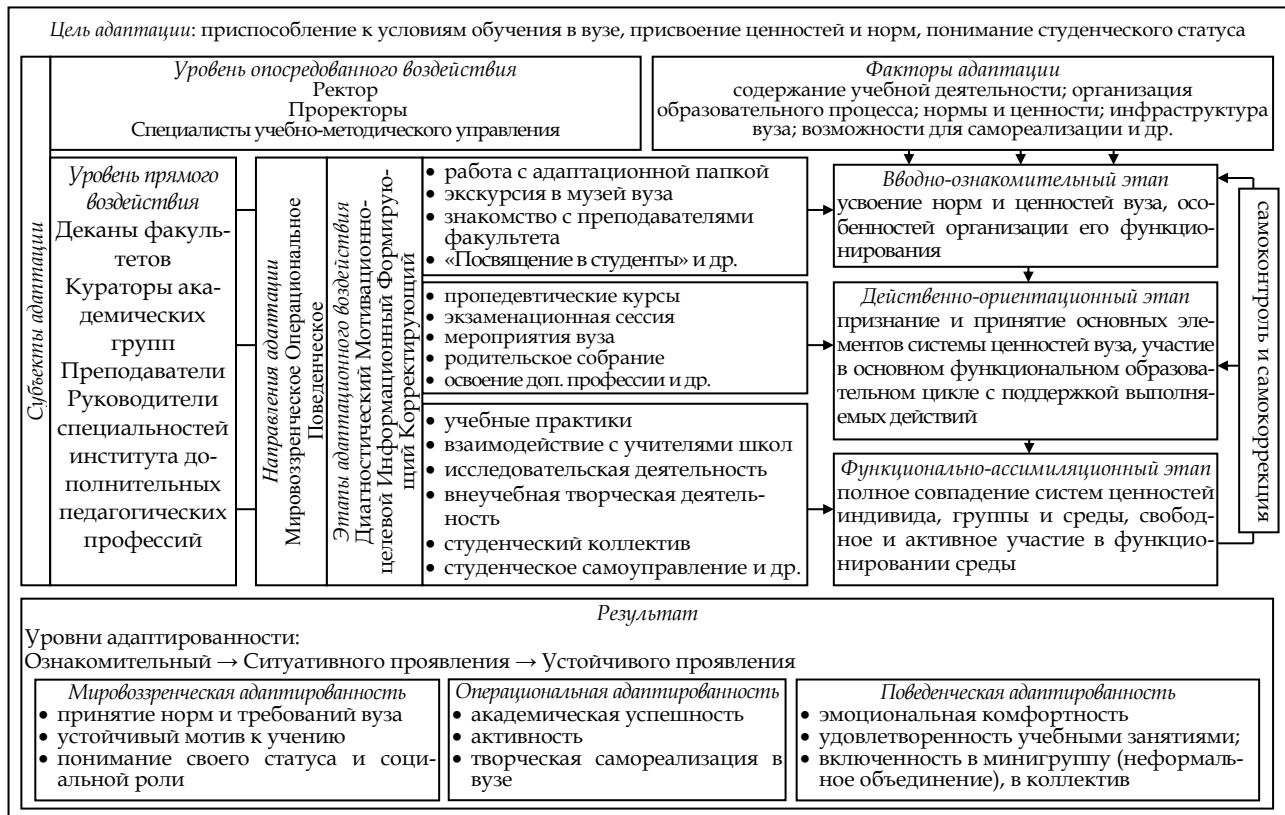 Цель адаптации: приспособление к условиям обучения в вузе, присвоение ценностей и норм, понимание студенческого статуса
Субъекты адаптации
Уровень опосредованного воздействия
Ректор
Проректоры
Специалисты учебно-методического управления
Факторы адаптации
содержание учебной деятельности; организация
образовательного процесса; нормы и ценности; инфраструктура
вуза; возможности для самореализации и др.
Уровень прямого
воздействия
Деканы факуль-
тетов
Кураторы ака-
демических
групп
Преподаватели
Руководители
специальностей
института до-
полнительных
педагогических
профессий
Направления адаптации
Мировоззренческое Операциональное
Поведенческое
Этапы адаптационного воздействия
Диагностический Мотивационно-
целевой Информационный Формирую-
щий Корректирующий
• работа с адаптационной папкой
• экскурсия в музей вуза
• знакомство с преподавателями
факультета
• «Посвящение в студенты» и др.
• пропедевтические курсы
• экзаменационная сессия
• мероприятия вуза
• родительское собрание
• освоение доп. профессии и др.
• учебные практики
• взаимодействие с учителями школ
• исследовательская деятельность
• внеучебная творческая деятель-
ность
• студенческий коллектив
• студенческое самоуправление и др.
Вводно-ознакомительный этап
усвоение норм и ценностей вуза, осо-
бенностей организации его функцио-
нирования
Действенно-ориентационный этап
признание и принятие основных эле-
ментов системы ценностей вуза, участие
в основном функциональном образова-
тельном цикле с поддержкой выполня-
емых действий
Функционально-ассимиляционный этап
полное совпадение систем ценностей
индивида, группы и среды, свобод-
ное и активное участие в функцио-
нировании среды
самоконтроль и самокоррекция
Результат
Уровни адаптированности:
Ознакомительный → Ситуативного проявления → Устойчивого проявления
Мировоззренческая адаптированность
• принятие норм и требований вуза
• устойчивый мотив к учению
• понимание своего статуса и соци-
альной роли
Операциональная адаптированность
• академическая успешность
• активность
• творческая самореализация в
вузе
Поведенческая адаптированность
• эмоциональная комфортность
• удовлетворенность учебными занятиями;
• включенность в минигруппу (неформаль-
ное объединение), в коллектив